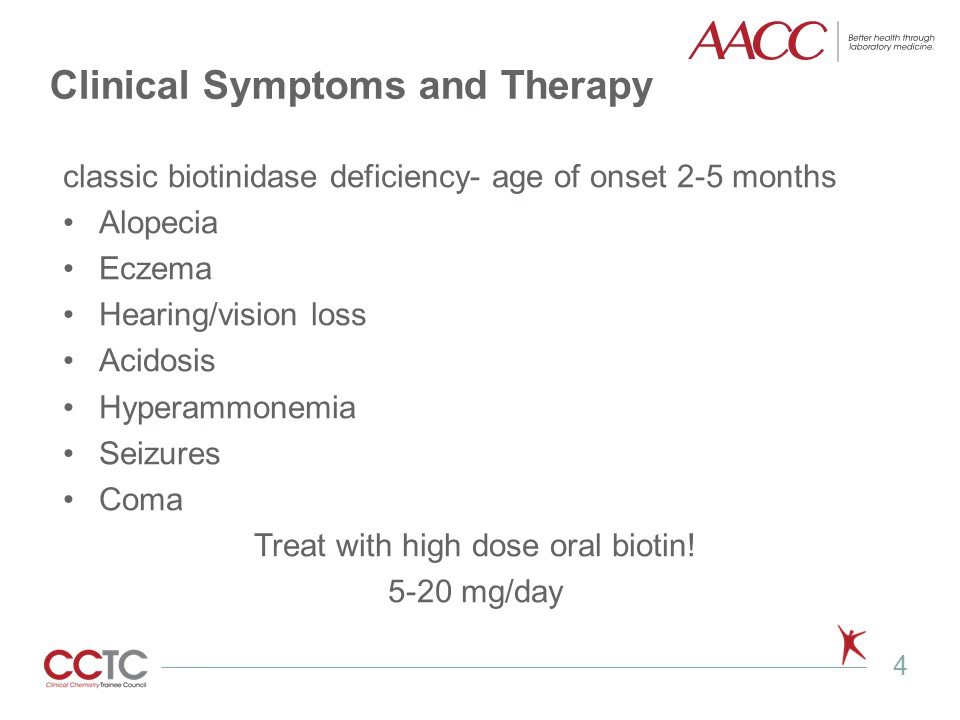 AACC
Better health through
laboratory medicine.
Clinical Symptoms and Therapy
classic biotinidase deficiency- age of onset 2-5 months
• Alopecia
• Eczema
• Hearing/vision loss
• Acidosis
• Hyperammonemia
• Seizures
• Coma
Treat with high dose oral biotin!
5-20 mg/day
CCTC
Clinical Chemistry Trainee Council
4